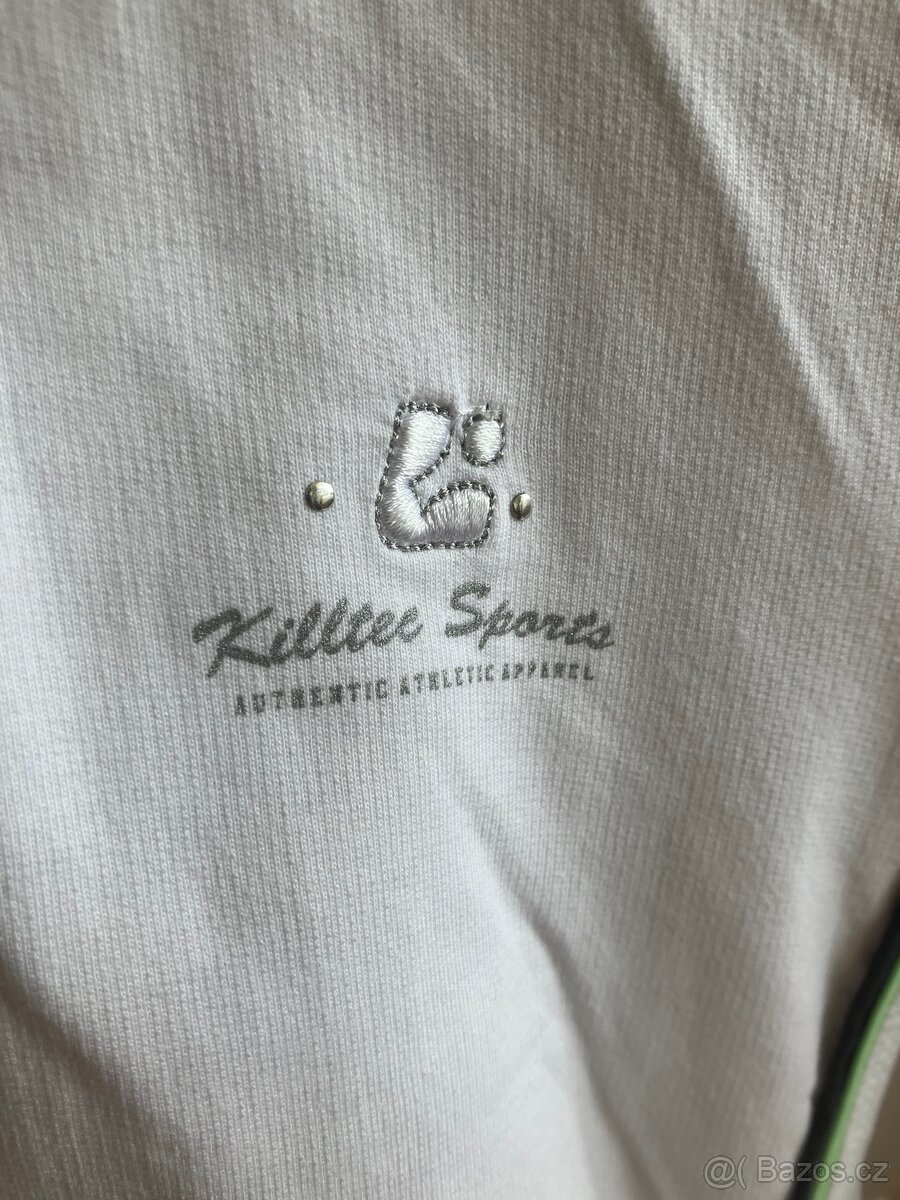 Killtec Sports
AUTHENTIC ATHLETIC APPAREL
@( Bazos.cz